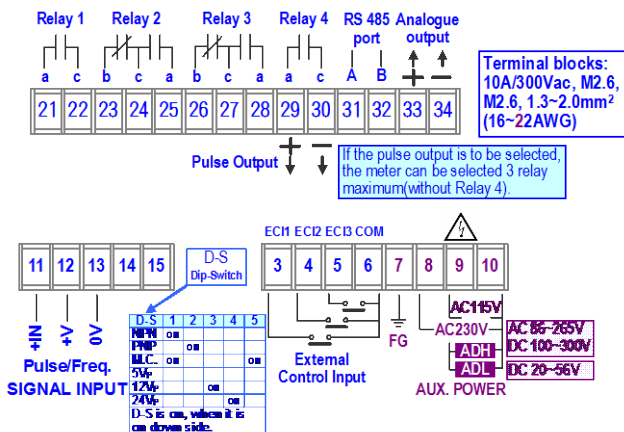 Relay 1 Relay 2 Relay 3 Relay 4 RS 485 port Analogue output
a c b c a b c a a c A B + −
21 22 23 24 25 26 27 28 29 30 31 32 33 34
Terminal blocks:
10A/300Vac, M2.6,
M2.6, 1.3~2.0mm²
(16~22AWG)
Pulse Output + −
If the pulse output is to be selected,
the meter can be selected 3 relay
maximum(without Relay 4).
11 12 13 14 15
+IN +V 0V
Pulse/Freq.
SIGNAL INPUT
D-S
Dip-Switch
D-S 1 2 3 4 5
NPN on
PNP on
on on
5Vp
12Vp on
24Vp on
D-S is on, when it is
on down side.
ECI1 ECI2 ECI3 COM
3 4 5 6 7 8 9 10
External
Control Input
FG
AC115V
AC230V
ADH
ADL
AC 85~265V
DC 100~300V
DC 20~56V
AUX. POWER